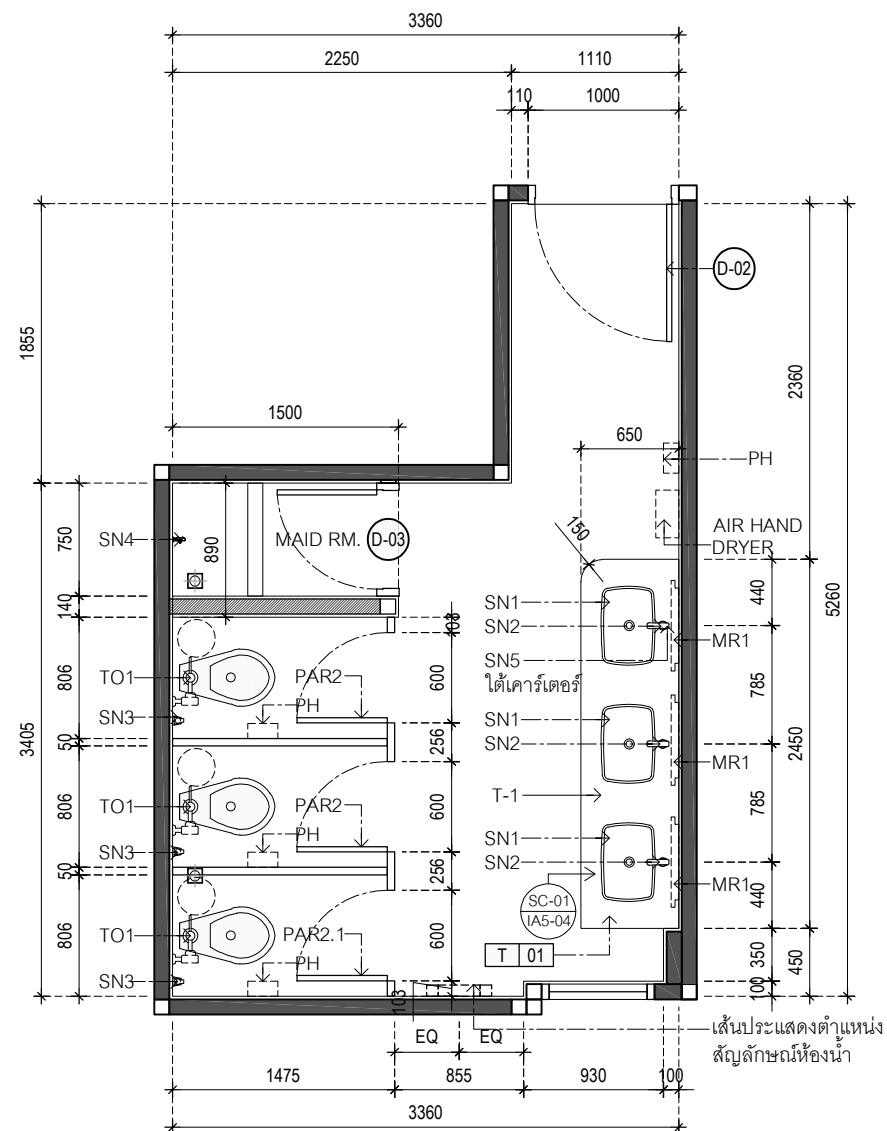 3360
2250
1110
110
1000
D-02
1855
2360
5260
1500
650
PH
AIR HAND
DRYER
150
750
SN4
890
MAID RM.
D-03
140
3405
440
SN1
SN2
SN5
ใต้เคาร์เตอร์
MR1
108
806
TO1
SN3
PAR2
PH
600
785
50
256
SN1
SN2
MR1
2450
806
TO1
SN3
PAR2
PH
600
T-1
785
50
256
SN1
SN2
MR1
SC-01
IA5-04
440
806
TO1
SN3
PAR2.1
PH
600
T 01
350
450
100
103
EQ
EQ
เส้นประแสดงตำแหน่ง
สัญลักษณ์ห้องน้ำ
1475
855
930
100
3360